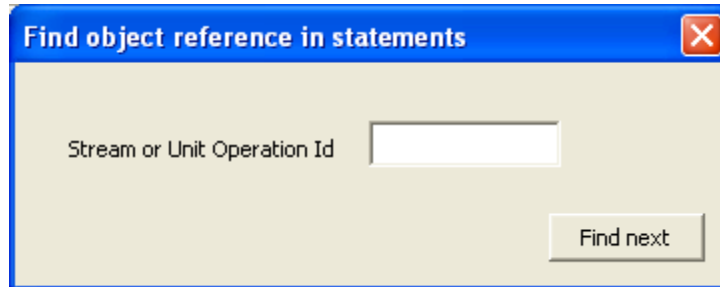 Find object reference in statements
Stream or Unit Operation Id
Find next